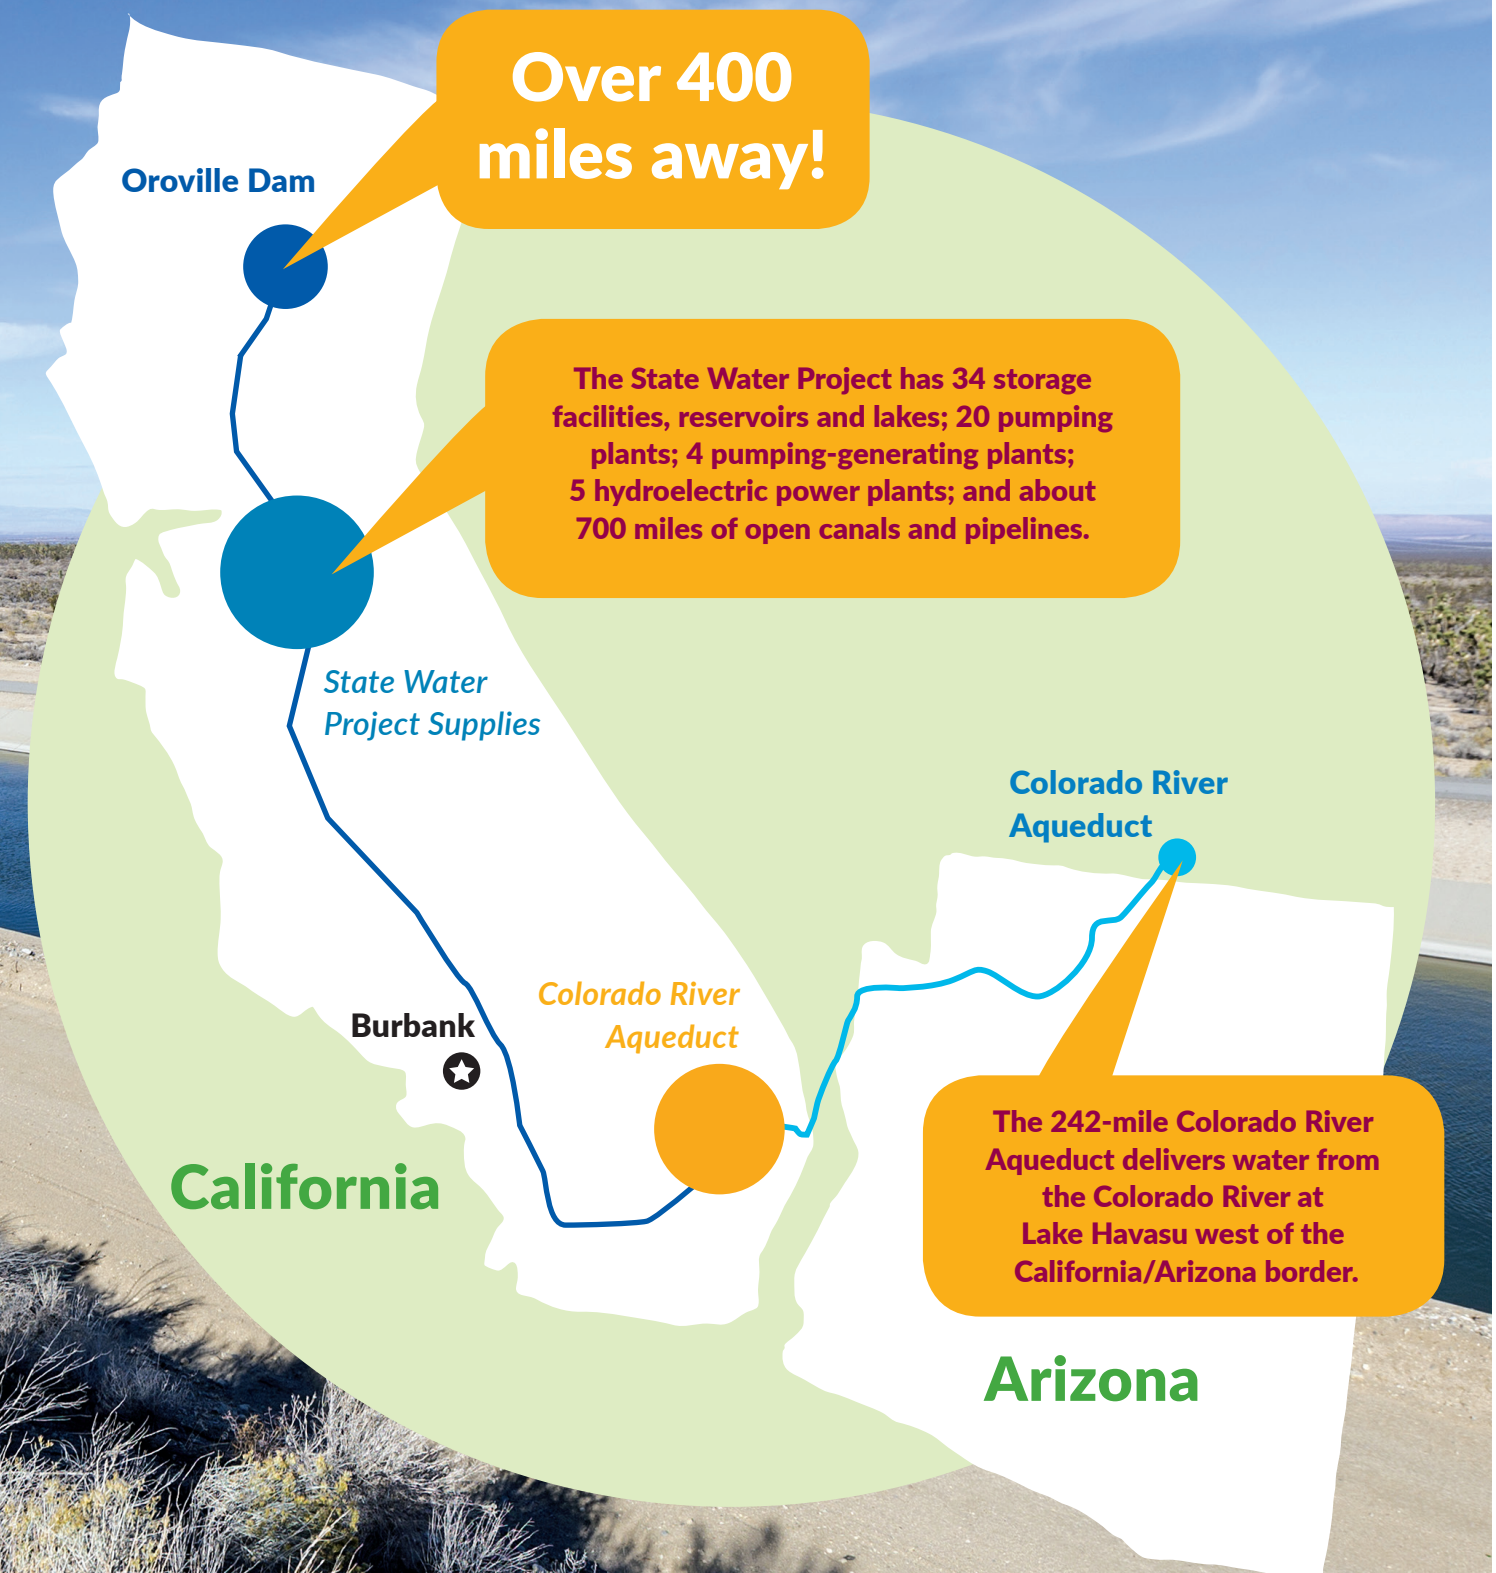 Over 400
miles away!
Oroville Dam
The State Water Project has 34 storage
facilities, reservoirs and lakes; 20 pumping
plants; 4 pumping-generating plants;
5 hydroelectric power plants; and about
700 miles of open canals and pipelines.
State Water
Project Supplies
Colorado River
Aqueduct
Colorado River
Aqueduct
Burbank
The 242-mile Colorado River
Aqueduct delivers water from
the Colorado River at
Lake Havasu west of the
California/Arizona border.
California
Arizona